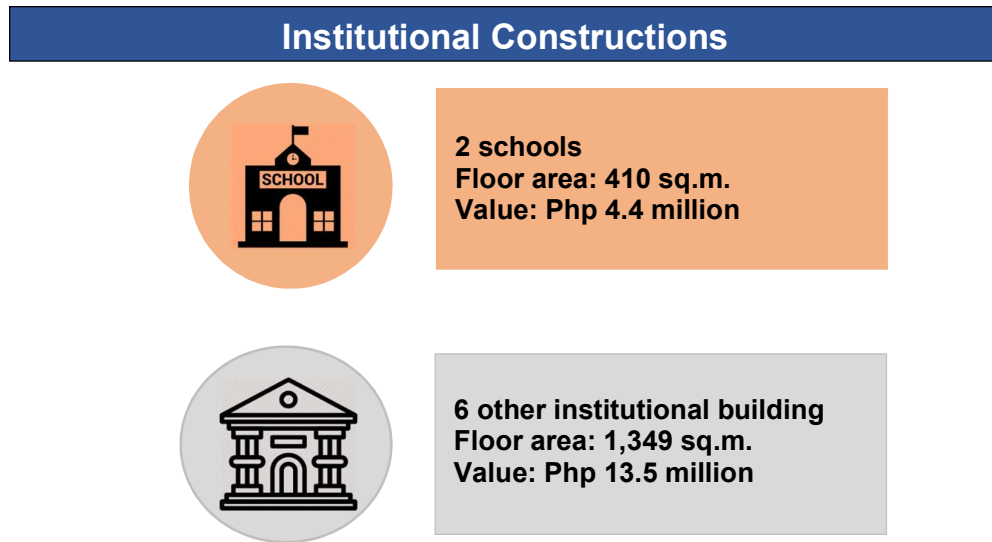 Institutional Constructions
SCHOOL
2 schools
Floor area: 410 sq.m.
Value: Php 4.4 million
6 other institutional building
Floor area: 1,349 sq.m.
Value: Php 13.5 million